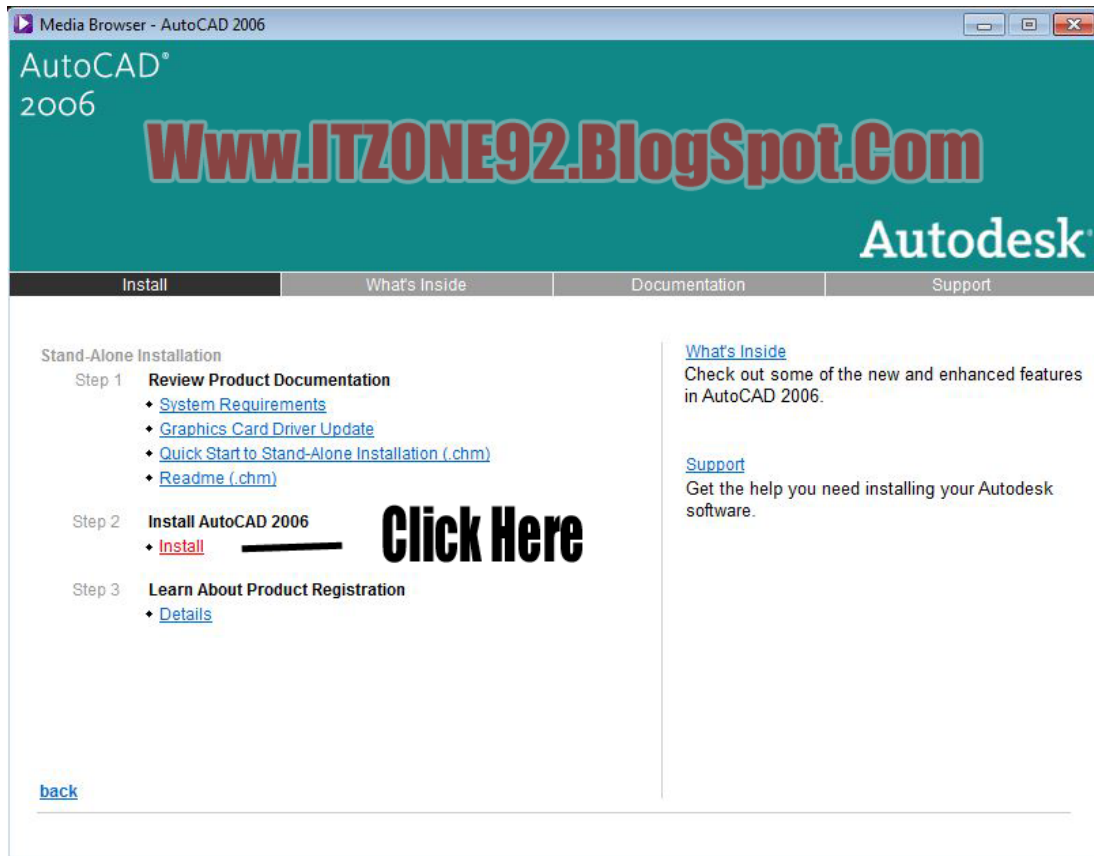 Media Browser - AutoCAD 2006
AutoCAD®
2006
Www.ITZONE92.BlogSpot.Com
Autodesk®
Install What's Inside Documentation Support
Stand-Alone Installation
Step 1 Review Product Documentation
System Requirements
Graphics Card Driver Update
Quick Start to Stand-Alone Installation (.chm)
Readme (.chm)
Step 2 Install AutoCAD 2006
Install
Click Here
Step 3 Learn About Product Registration
Details
What's Inside
Check out some of the new and enhanced features
in AutoCAD 2006.
Support
Get the help you need installing your Autodesk
software.
back